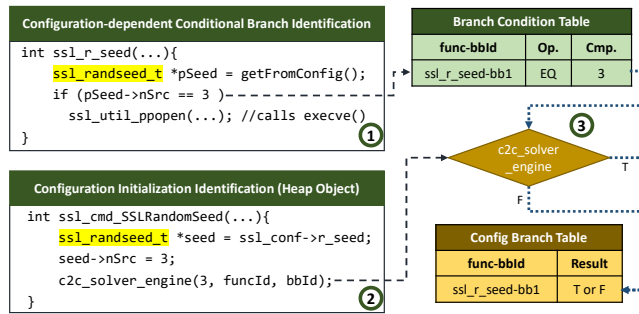 Configuration-dependent Conditional Branch Identification
int ssl_r_seed(...){
ssl_randseed_t *pSeed = getFromConfig();
if (pSeed->nSrc == 3 )
ssl_util_ppopen(...); //calls execve()
}
1
Branch Condition Table
func-bbId Op. Cmp.
ssl_r_seed-bb1 EQ 3
3
c2c_solver
_engine
T
F
Configuration Initialization Identification (Heap Object)
int ssl_cmd_SSLRandomSeed(...){
ssl_randseed_t *seed = ssl_conf->r_seed;
seed->nSrc = 3;
c2c_solver_engine(3, funcId, bbId);
}
2
Config Branch Table
func-bbId Result
ssl_r_seed-bb1 T or F